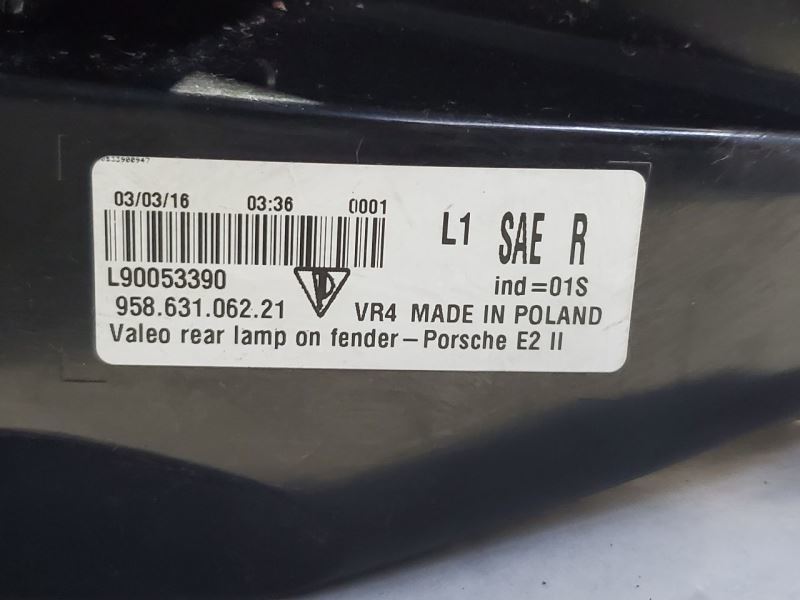 03/03/16 03:36 0001
L1 SAE R
L90053390
ind=01S
958.631.062.21 VR4 MADE IN POLAND
Valeo rear lamp on fender-Porsche E2 II